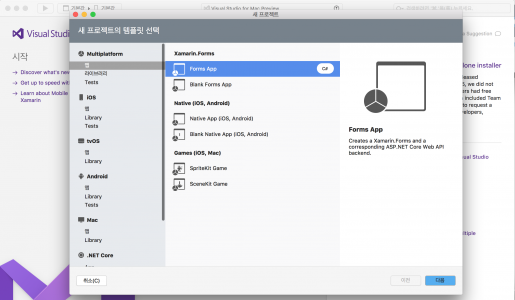 Visual Studio for Mac Preview
새 프로젝트
새 프로젝트의 템플릿 선택
Visual Studio
시작
Discover what's new
Get up to speed with
Learn about Mobile
Xamarin
Multiplatform
앱
라이브러리
Tests
iOS
앱
Library
Tests
tvOS
앱
Library
Android
앱
Library
Tests
Mac
앱
Library
.NET Core
Xamarin.Forms
Forms App
C#
Blank Forms App
Native (iOS, Android)
Native App (iOS, Android)
Blank Native App (iOS, Android)
Games (iOS, Mac)
SpriteKit Game
SceneKit Game
Forms App
Creates a Xamarin.Forms and a
corresponding ASP.NET Core Web API
backend.
취소(C)
이전
다음
Suggestion
lone installer
eased
, we did not
ers had free
s included Team
to request a
velopers,
ual Studio
ultiple